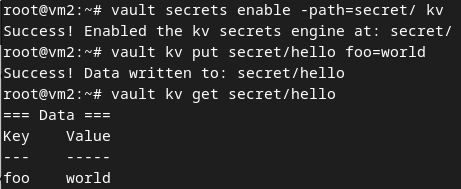 root@vm2:~# vault secrets enable -path=secret/ kv
Success! Enabled the kv secrets engine at: secret/
root@vm2:~# vault kv put secret/hello foo=world
Success! Data written to: secret/hello
root@vm2:~# vault kv get secret/hello
=== Data ===
Key    Value
---    -----
foo    world